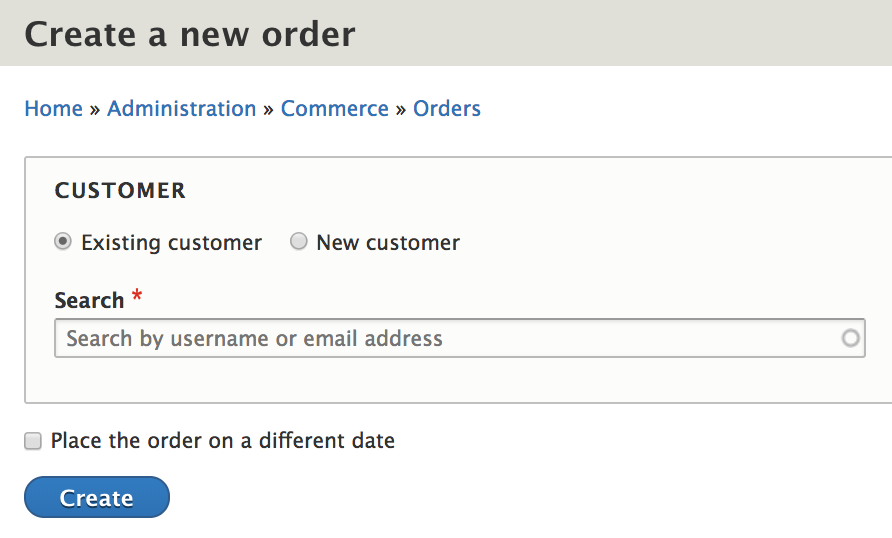 Create a new order
Home » Administration » Commerce » Orders
CUSTOMER
Existing customer New customer
Search *
Search by username or email address
Place the order on a different date
Create